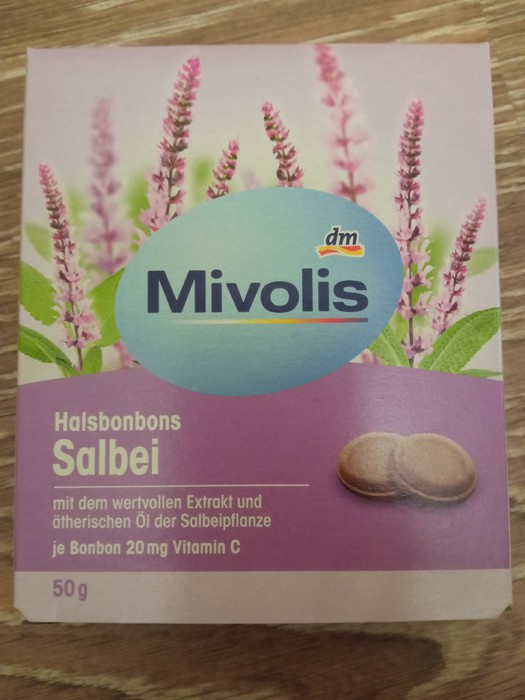 dm
Mivolis
Halsbonbons
Salbei
mit dem wertvollen Extrakt und
ätherischen Öl der Salbeipflanze
je Bonbon 20 mg Vitamin C
50 g